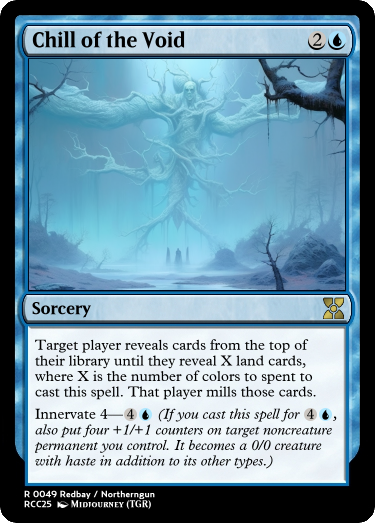 Chill of the Void 2
Sorcery
Target player reveals cards from the top of
their library until they reveal X land cards,
where X is the number of colors to spent to
cast this spell. That player mills those cards.
Innervate 4—4 (If you cast this spell for 4 ,
also put four +1/+1 counters on target noncreature
permanent you control. It becomes a 0/0 creature
with haste in addition to its other types.)
R 0049 Redbay / Northerngun
RCC25 Midjourney (TGR)